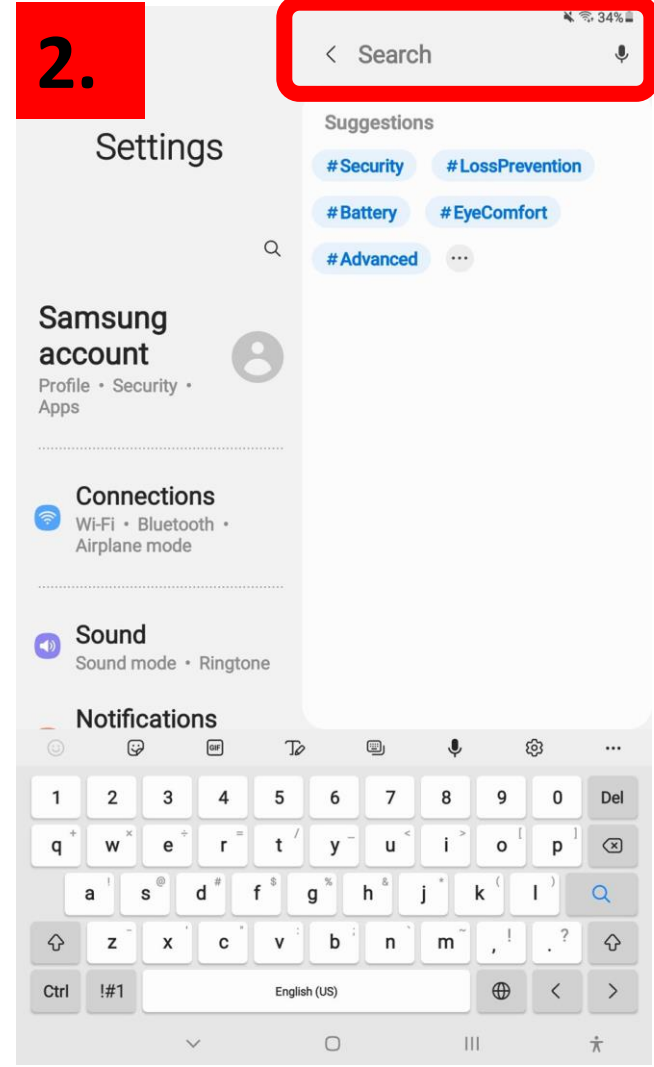 2.
34%
Search
Settings
Suggestions
#Security #LossPrevention
#Battery #EyeComfort
#Advanced ...
Samsung
account
Profile • Security •
Apps
Connections
Wi-Fi • Bluetooth •
Airplane mode
Sound
Sound mode • Ringtone
Notifications
GIF T ...
1 2 3 4 5 6 7 8 9 0 Del
q + w × e ÷ r = t / y _ u < i > o [ p ]
a ! s @ d # f $ g % h & j * k ( l )
z - x ' c " v : b ; n ` m ~ , ! . ?
Ctrl !#1 English (US) < >